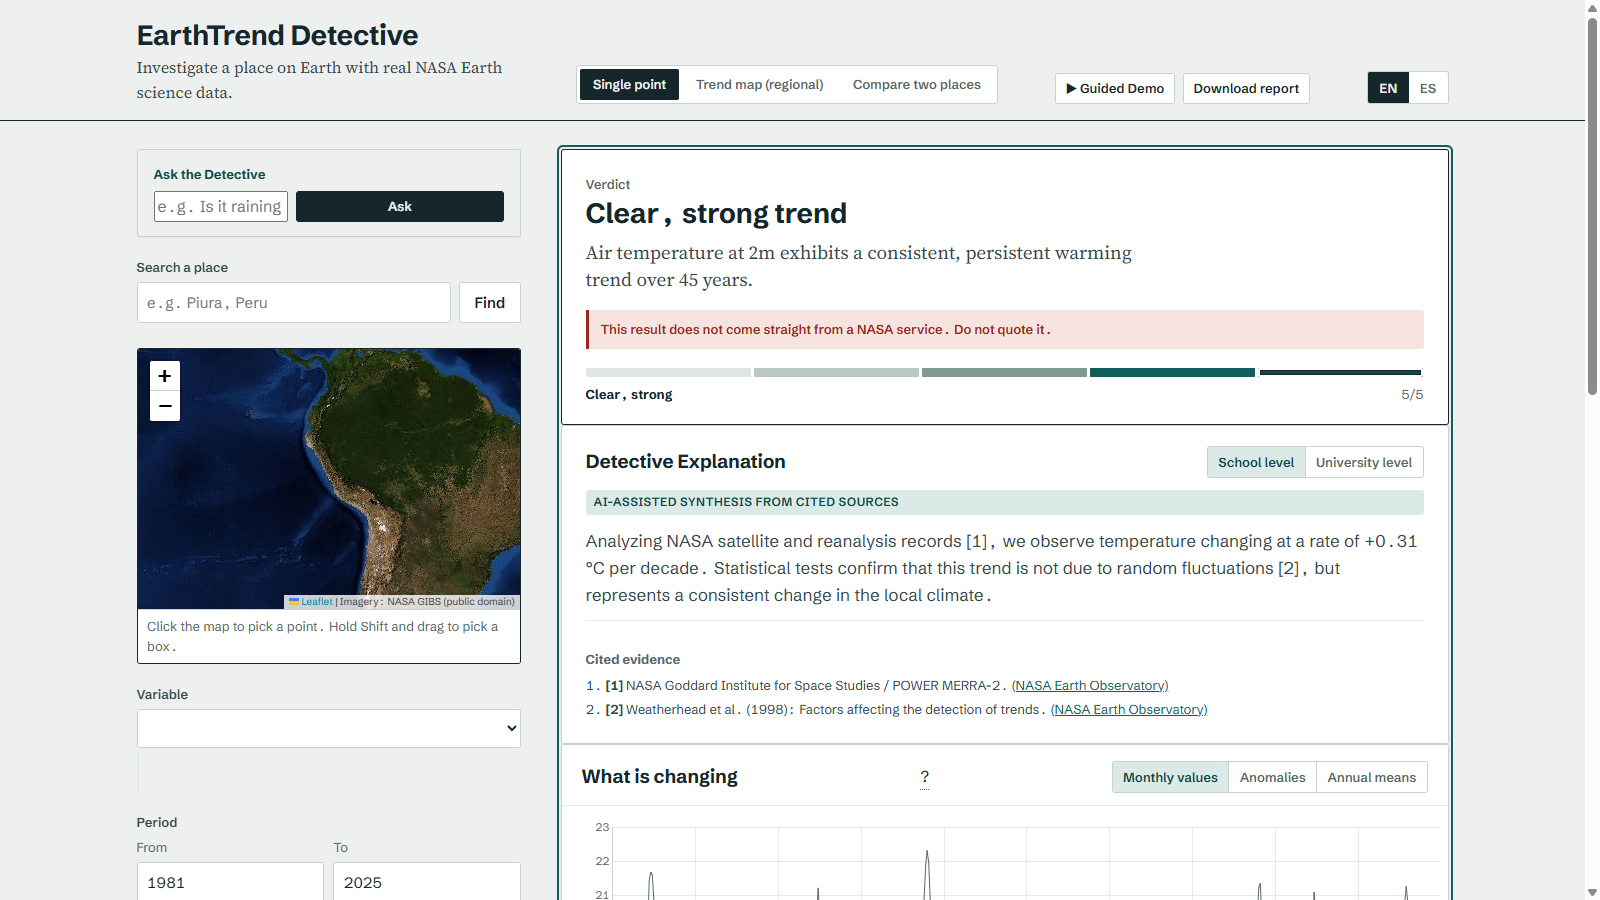 EarthTrend Detective
Investigate a place on Earth with real NASA Earth
science data.
Single point
Trend map (regional)
Compare two places
▶ Guided Demo
Download report
EN
ES
Ask the Detective
e.g. Is it raining
Ask
Search a place
e.g. Piura, Peru
Find
+
−
Leaflet | Imagery: NASA GIBS (public domain)
Click the map to pick a point. Hold Shift and drag to pick a
box.
Variable
Period
From
To
1981
2025
Verdict
Clear, strong trend
Air temperature at 2m exhibits a consistent, persistent warming
trend over 45 years.
This result does not come straight from a NASA service. Do not quote it.
Clear, strong
5/5
Detective Explanation
School level
University level
AI-ASSISTED SYNTHESIS FROM CITED SOURCES
Analyzing NASA satellite and reanalysis records [1], we observe temperature changing at a rate of +0.31
°C per decade. Statistical tests confirm that this trend is not due to random fluctuations [2], but
represents a consistent change in the local climate.
Cited evidence
1. [1] NASA Goddard Institute for Space Studies / POWER MERRA-2. (NASA Earth Observatory)
2. [2] Weatherhead et al. (1998): Factors affecting the detection of trends. (NASA Earth Observatory)
What is changing
?
Monthly values
Anomalies
Annual means
23
22
21